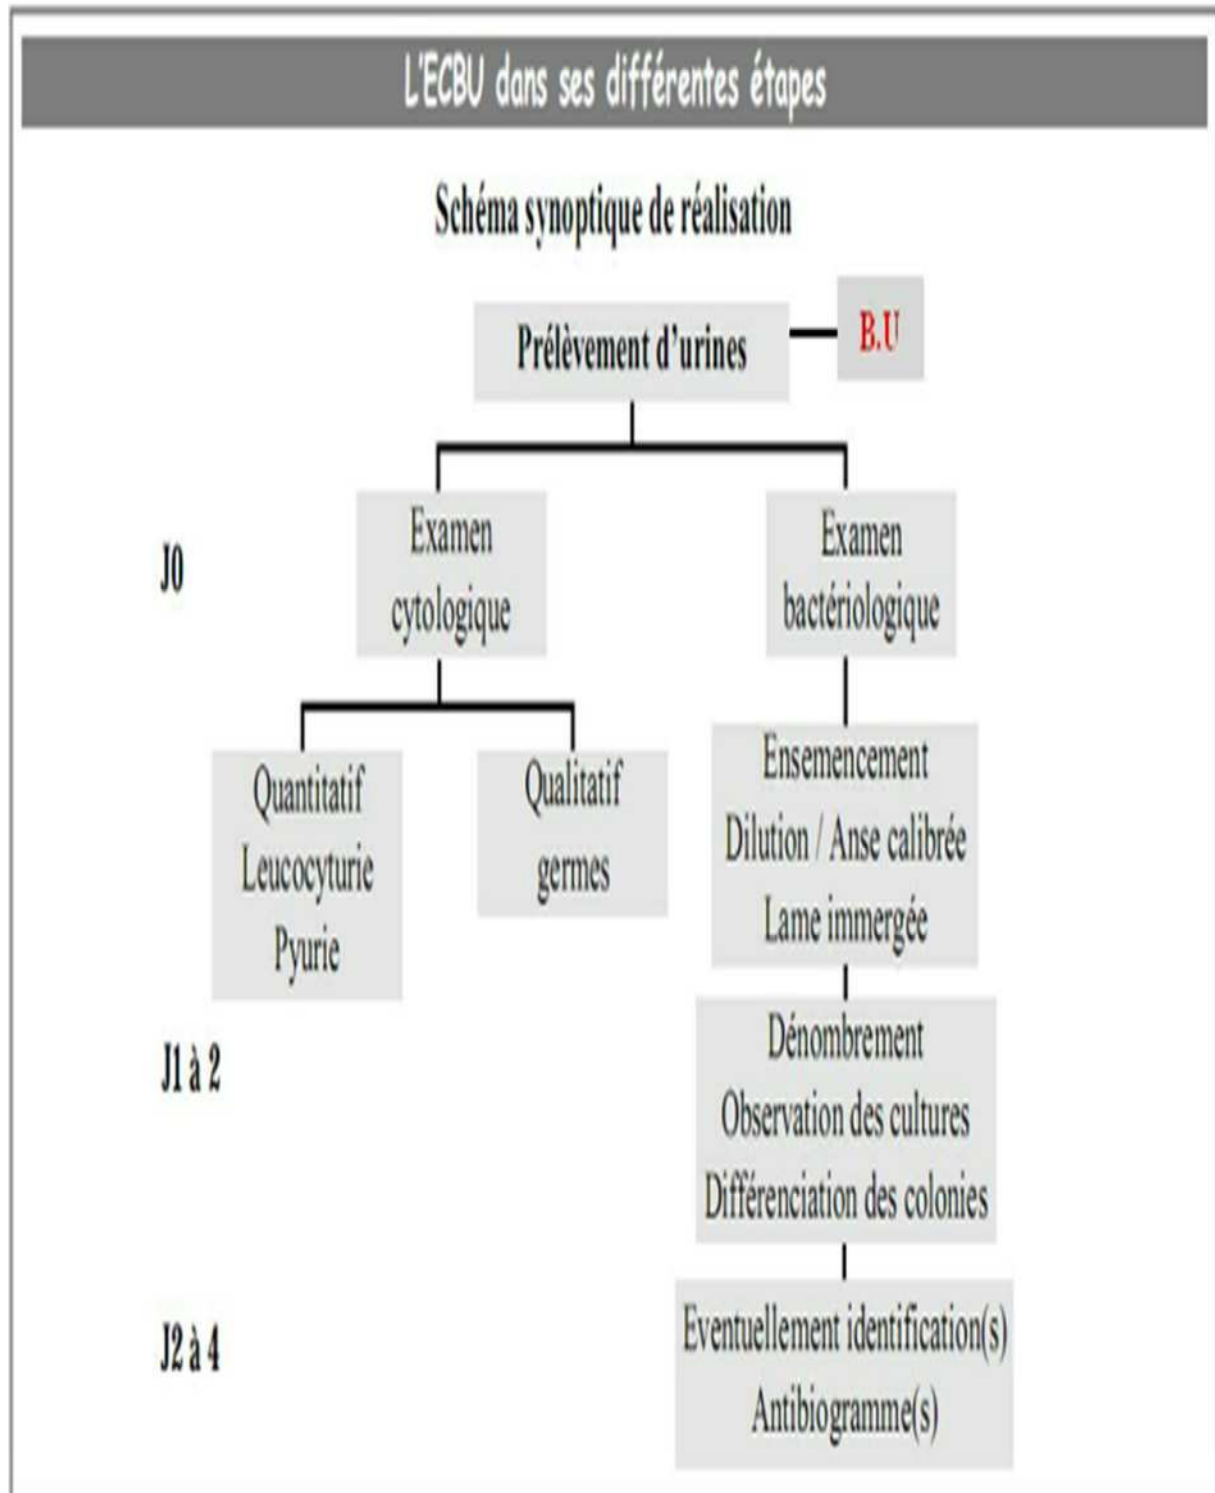 L'ECBU dans ses différentes étapes
Schéma synoptique de réalisation
Prélèvement d'urines
B.U
J0
Examen
cytologique
Examen
bactériologique
Quantitatif
Leucocyturie
Pyurie
Qualitatif
germes
Ensemencement
Dilution / Anse calibrée
Lame immergée
J1 à 2
Dénombrement
Observation des cultures
Différenciation des colonies
J2 à 4
Eventuellement identification(s)
Antibiogramme(s)